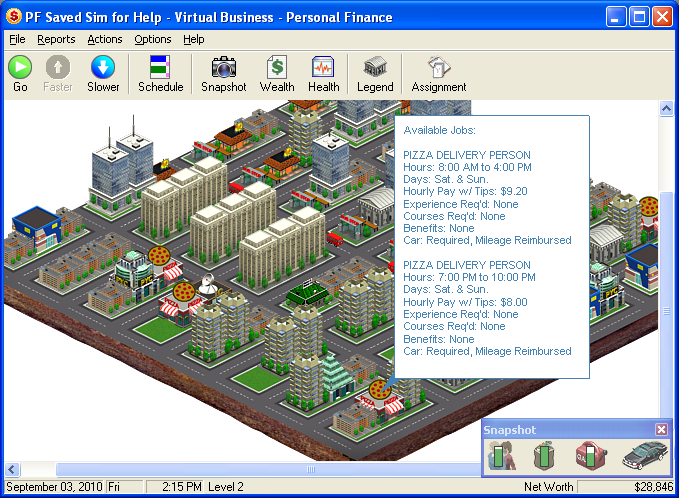 PF Saved Sim for Help - Virtual Business - Personal Finance
File Reports Actions Options Help
Go Faster Slower Schedule Snapshot Wealth Health Legend Assignment
Available Jobs:
PIZZA DELIVERY PERSON
Hours: 8:00 AM to 4:00 PM
Days: Sat. & Sun.
Hourly Pay w/ Tips: $9.20
Experience Req'd: None
Courses Req'd: None
Benefits: None
Car: Required, Mileage Reimbursed
PIZZA DELIVERY PERSON
Hours: 7:00 PM to 10:00 PM
Days: Sat. & Sun.
Hourly Pay w/ Tips: $8.00
Experience Req'd: None
Courses Req'd: None
Benefits: None
Car: Required, Mileage Reimbursed
Snapshot
September 03, 2010 Fri 2:15 PM Level 2 Net Worth $28,846